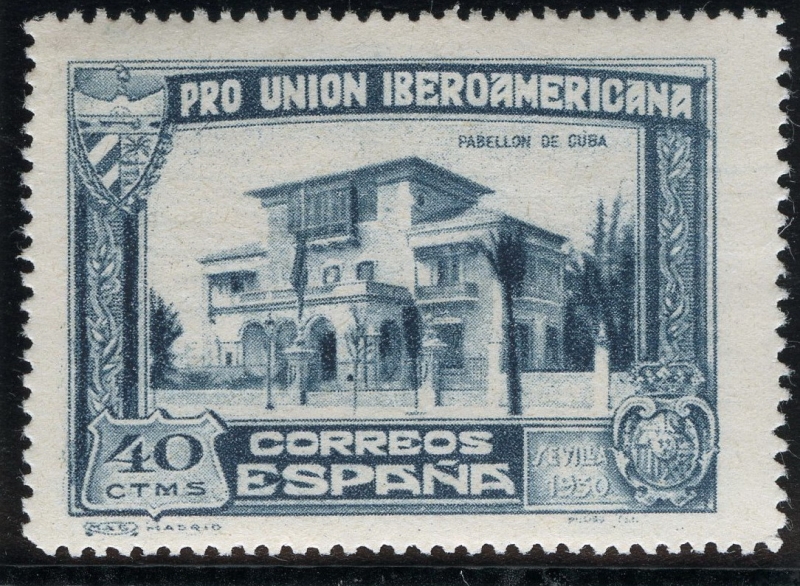 PRO UNION IBEROAMERICANA
PABELLON DE CUBA
40
CTMS
CORREOS
ESPAÑA
SEVILLA
1930
MADRID